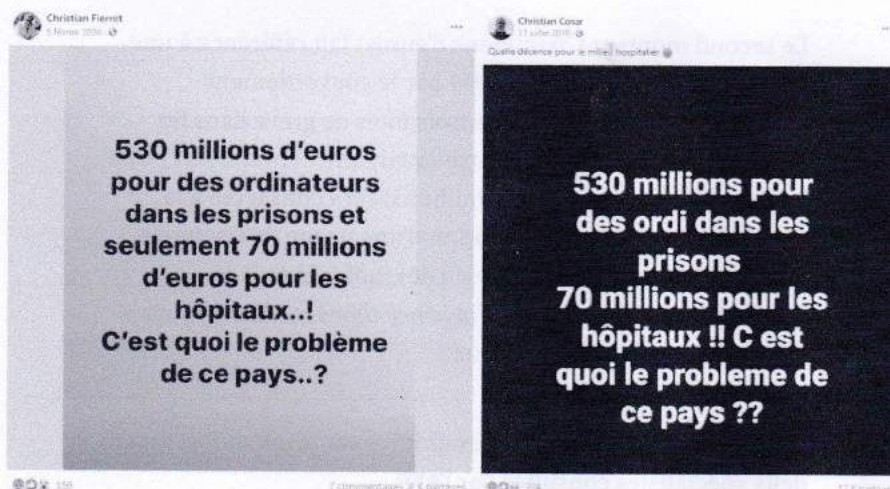 Christian Fierrot
530 millions d'euros
pour des ordinateurs
dans les prisons et
seulement 70 millions
d'euros pour les
hôpitaux..!
C'est quoi le problème
de ce pays..?
156
Christian Cosar
Quelle décence pour le milieu hospitalier
530 millions pour
des ordi dans les
prisons
70 millions pour les
hôpitaux !! C est
quoi le probleme de
ce pays ??